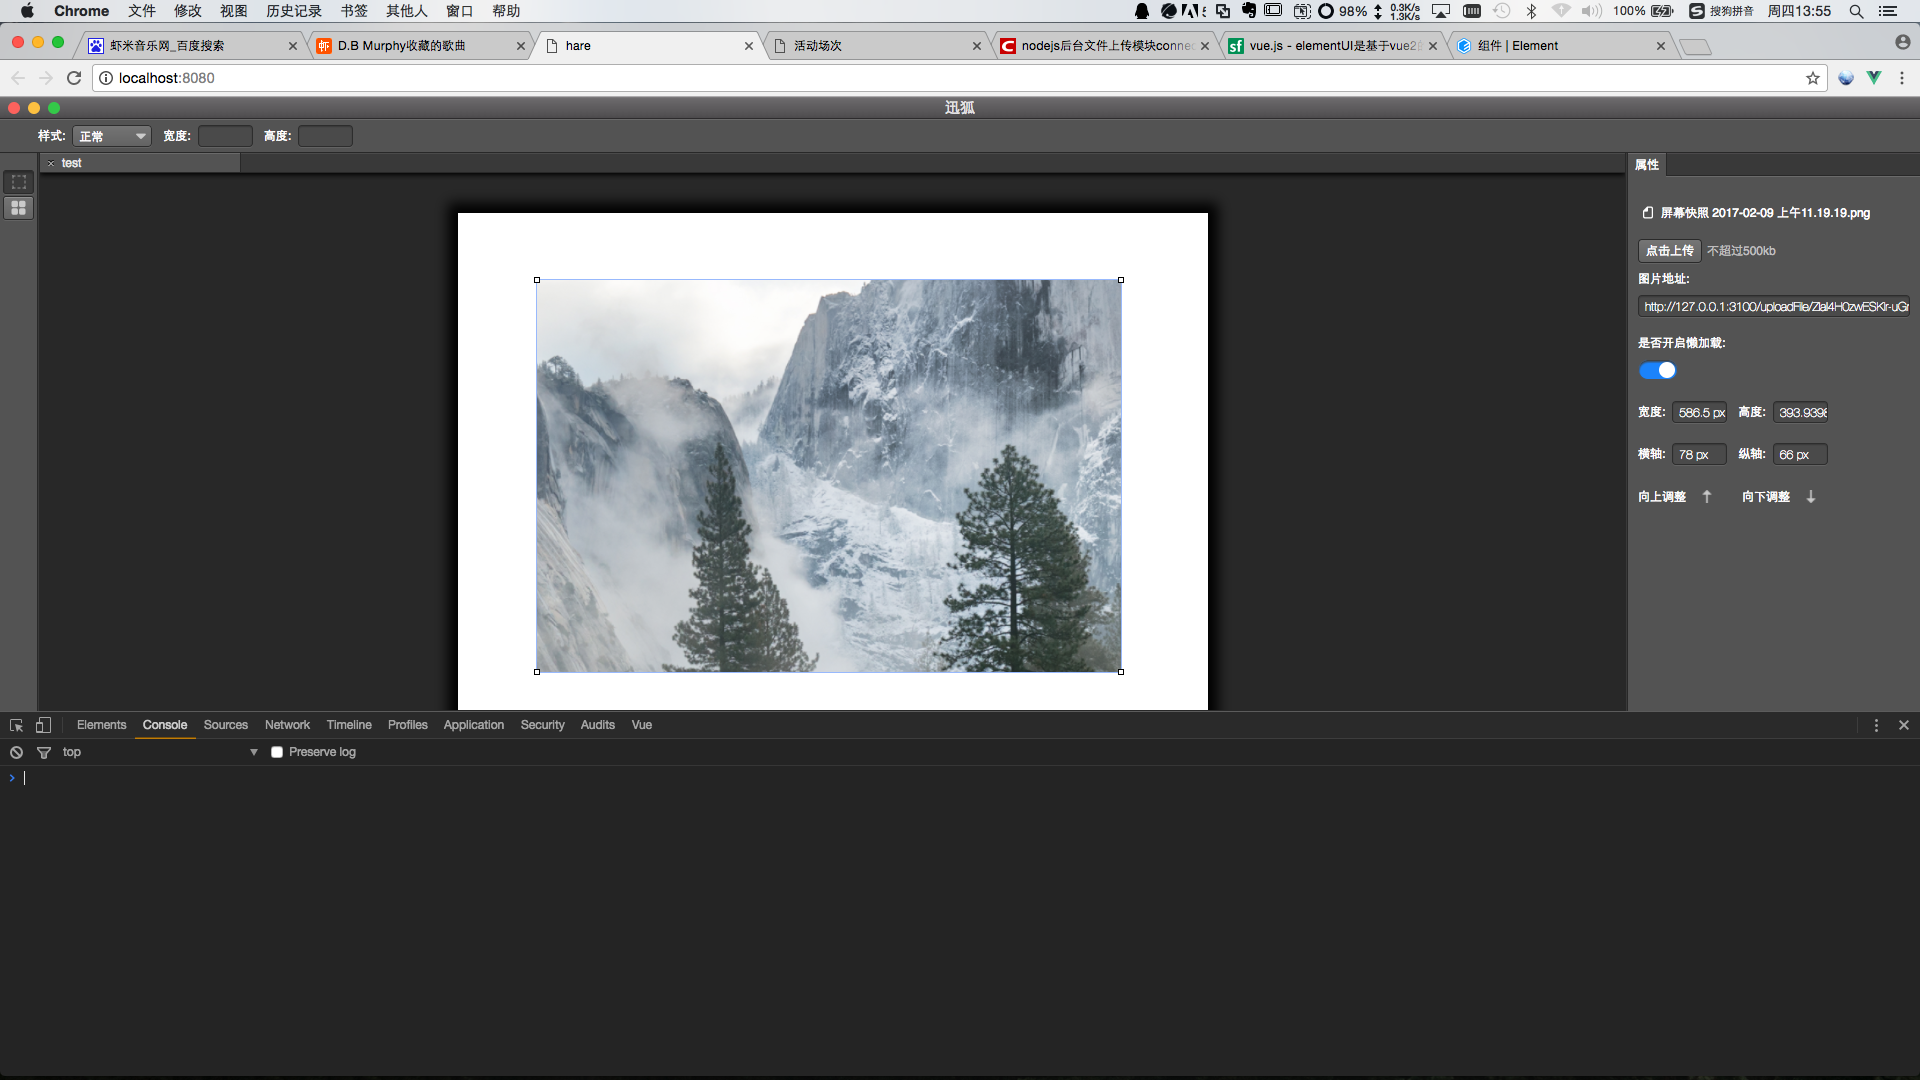 Chrome 文件 修改 视图 历史记录 书签 其他人 窗口 帮助 98% 0.3K/s 1.3K/s 100% 搜狗拼音 周四13:55
虾米音乐网_百度搜索 D.B Murphy收藏的歌曲 hare 活动场次 nodejs后台文件上传模块connec vue.js - elementUI是基于vue2 组件 | Element
localhost:8080
迅狐
样式: 正常 宽度: 高度:
test
属性
屏幕快照 2017-02-09 上午11.19.19.png
点击上传 不超过500kb
图片地址:
http://127.0.0.1:3100/uploadFile/ZIal4H0zwESKlr-uGr
是否开启懒加载:
宽度: 586.5 px 高度: 393.9398
横轴: 78 px 纵轴: 66 px
向上调整 向下调整
Elements Console Sources Network Timeline Profiles Application Security Audits Vue
top Preserve log